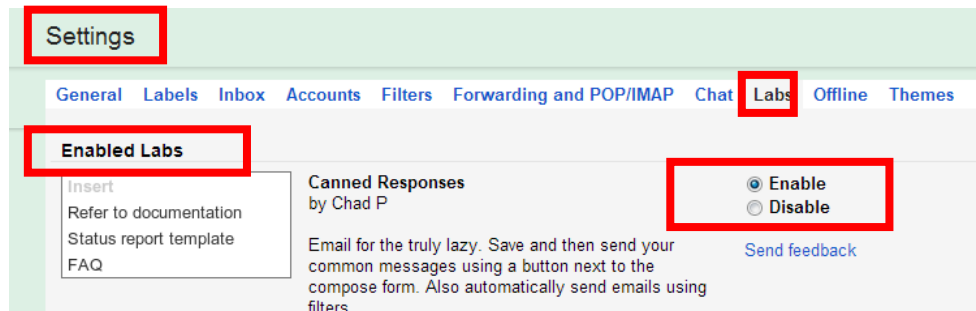 Settings
General Labels Inbox Accounts Filters Forwarding and POP/IMAP Chat Labs Offline Themes
Enabled Labs
Insert
Refer to documentation
Status report template
FAQ
Canned Responses
by Chad P
Email for the truly lazy. Save and then send your
common messages using a button next to the
compose form. Also automatically send emails using
filters
Enable
Disable
Send feedback